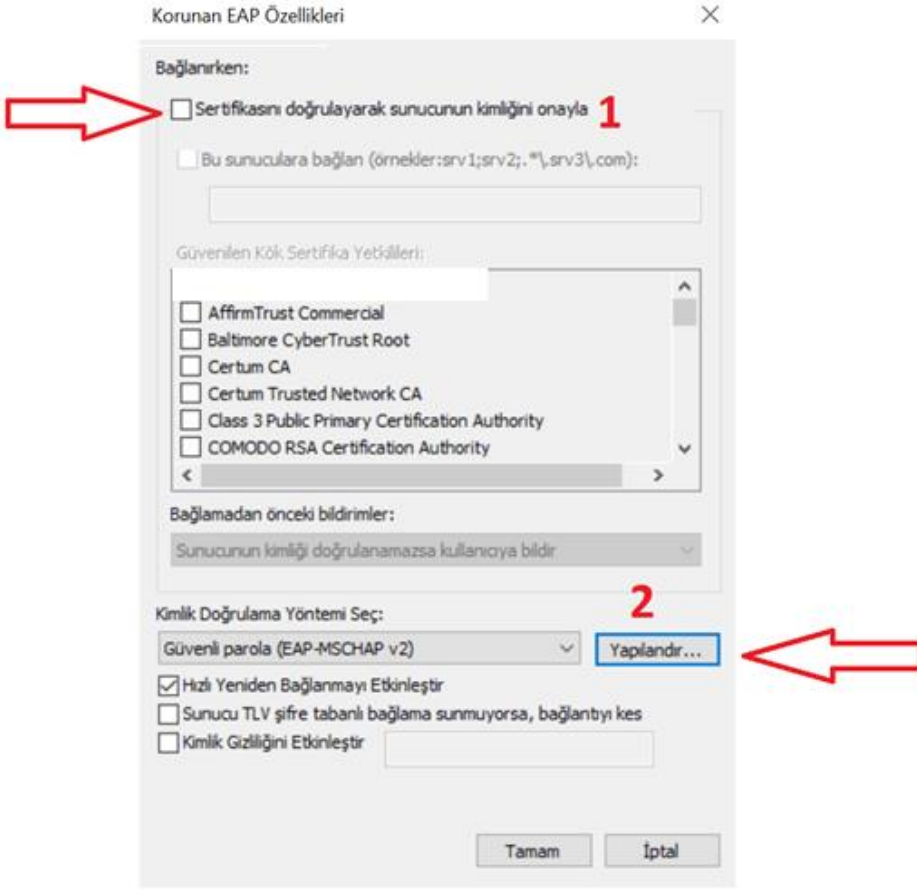 Korunan EAP Özellikleri
Bağlanırken:
Sertifikasını doğrulayarak sunucunun kimliğini onayla 1
Bu sunuculara bağlan (örnekler:srv1;srv2;.*\.srv3\.com):
Güvenilen Kök Sertifika Yetkilileri:
AffirmTrust Commercial
Baltimore CyberTrust Root
Certum CA
Certum Trusted Network CA
Class 3 Public Primary Certification Authority
COMODO RSA Certification Authority
Bağlamadan önceki bildirimler:
Sunucunun kimliği doğrulanamazsa kullanıcıya bildir
2
Kimlik Doğrulama Yöntemi Seç:
Güvenli parola (EAP-MSCHAP v2) Yapılandır...
Hızlı Yeniden Bağlanmayı Etkinleştir
Sunucu TLV şifre tabanlı bağlama sunmuyorsa, bağlantıyı kes
Kimlik Gizliliğini Etkinleştir
Tamam İptal